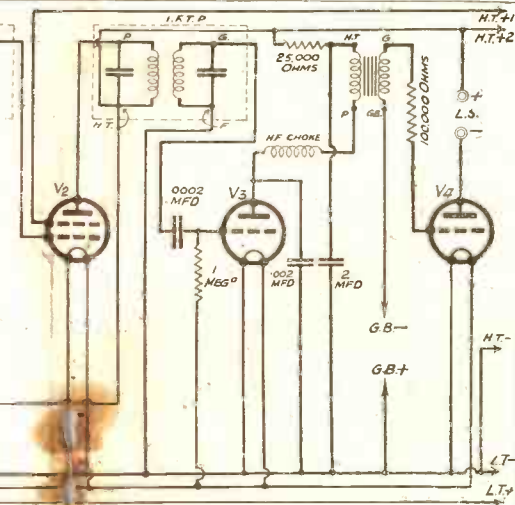 I.F.T.P
H.T.+1
H.T.+2
P.
G.
25,000
OHMS
H.T
G.
H.T.
F.
P
G.B.
100,000 OHMS
+
L.S.
-
H.F CHOKE
V2
.0002
MFD
V3
V4
1
MEGᴼ
.002
MFD
2
MFD
G.B.-
G.B.+
H.T.-
L.T-
L.T+